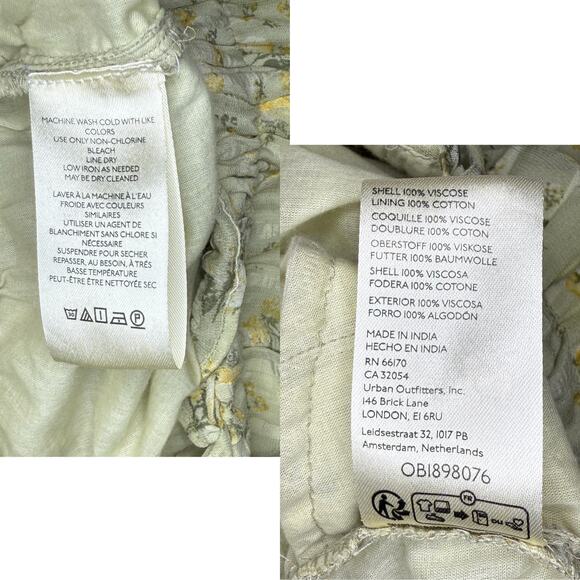 MACHINE WASH COLD WITH LIKE
COLORS
USE ONLY NON-CHLORINE
BLEACH
LINE DRY
LOW IRON AS NEEDED
MAY BE DRY CLEANED
LAVER À LA MACHINE À L'EAU
FROIDE AVEC COULEURS
SIMILAIRES
UTILISER UN AGENT DE
BLANCHIMENT SANS CHLORE SI
NÉCESSAIRE
SUSPENDRE POUR SECHER
REPASSER, AU BESOIN, À TRÉS
BASSE TEMPÉRATURE
PEUT-ÊTRE ÊTRE NETTOYÉE SEC
P
SHELL 100% VISCOSE
LINING 100% COTTON
COQUILLE 100% VISCOSE
DOUBLURE 100% COTON
OBERSTOFF 100% VISKOSE
FUTTER 100% BAUMWOLLE
SHELL 100% VISCOSA
FODERA 100% COTONE
EXTERIOR 100% VISCOSA
FORRO 100% ALGODÓN
MADE IN INDIA
HECHO EN INDIA
RN 66170
CA 32054
Urban Outfitters, Inc.
146 Brick Lane
LONDON, E1 6RU
Leidsestraat 32, 1017 PB
Amsterdam, Netherlands
OB1898076
FR
OU